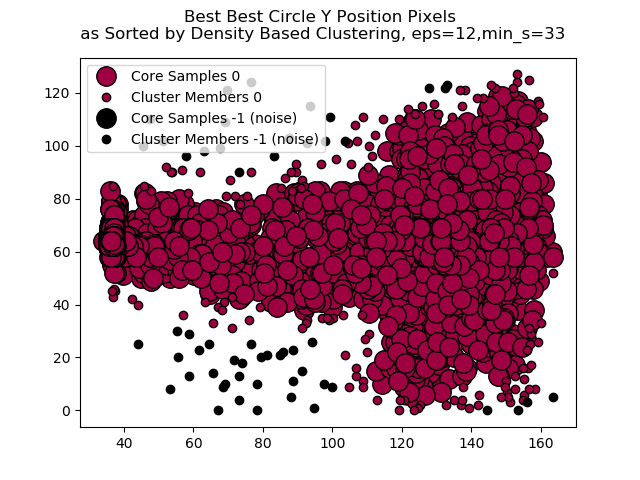 Best Best Circle Y Position Pixels
as Sorted by Density Based Clustering, eps=12,min_s=33
Core Samples 0
Cluster Members 0
Core Samples -1 (noise)
Cluster Members -1 (noise)
120
100
80
60
40
20
0
40 60 80 100 120 140 160